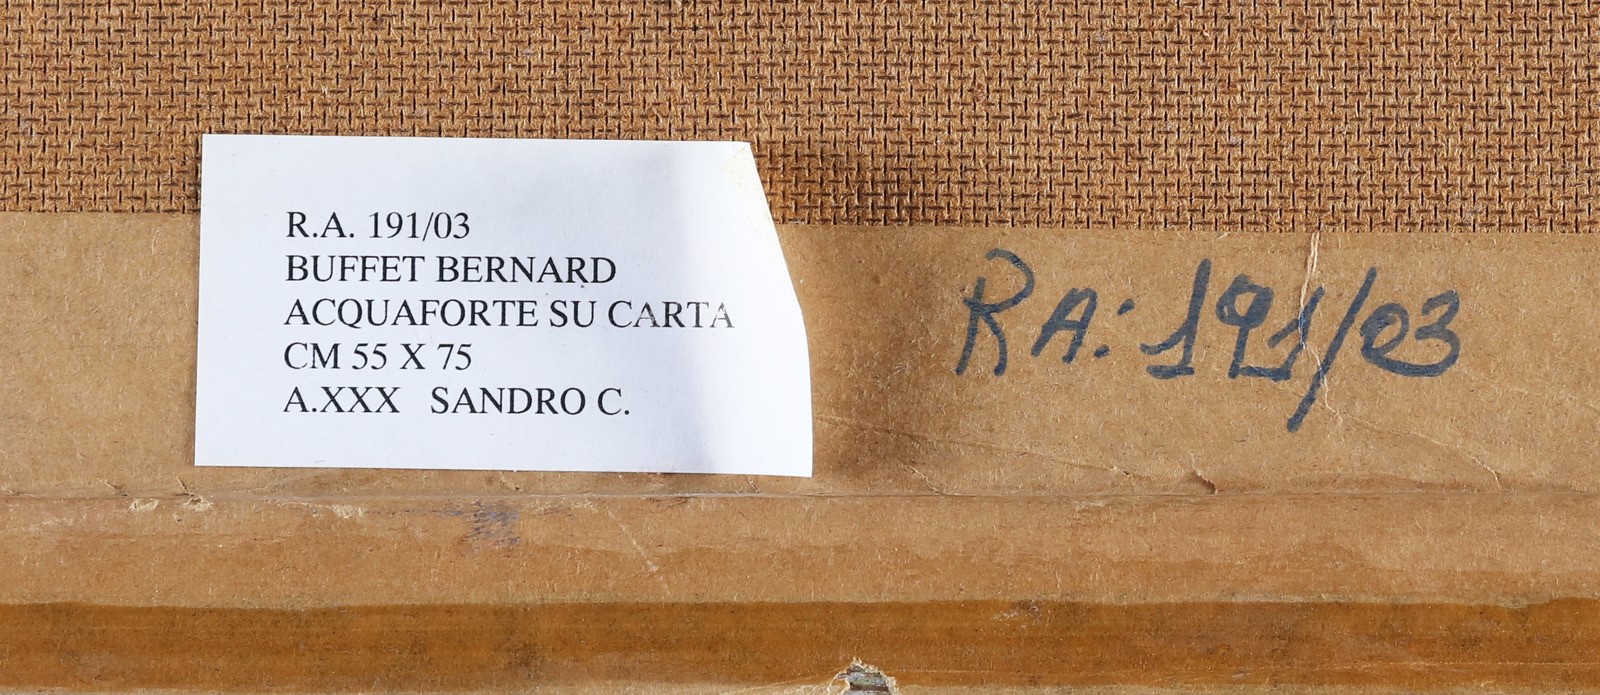 R.A. 191/03
BUFFET BERNARD
ACQUAFORTE SU CARTA
CM 55 X 75
A.XXX SANDRO C.
RA: 191/03